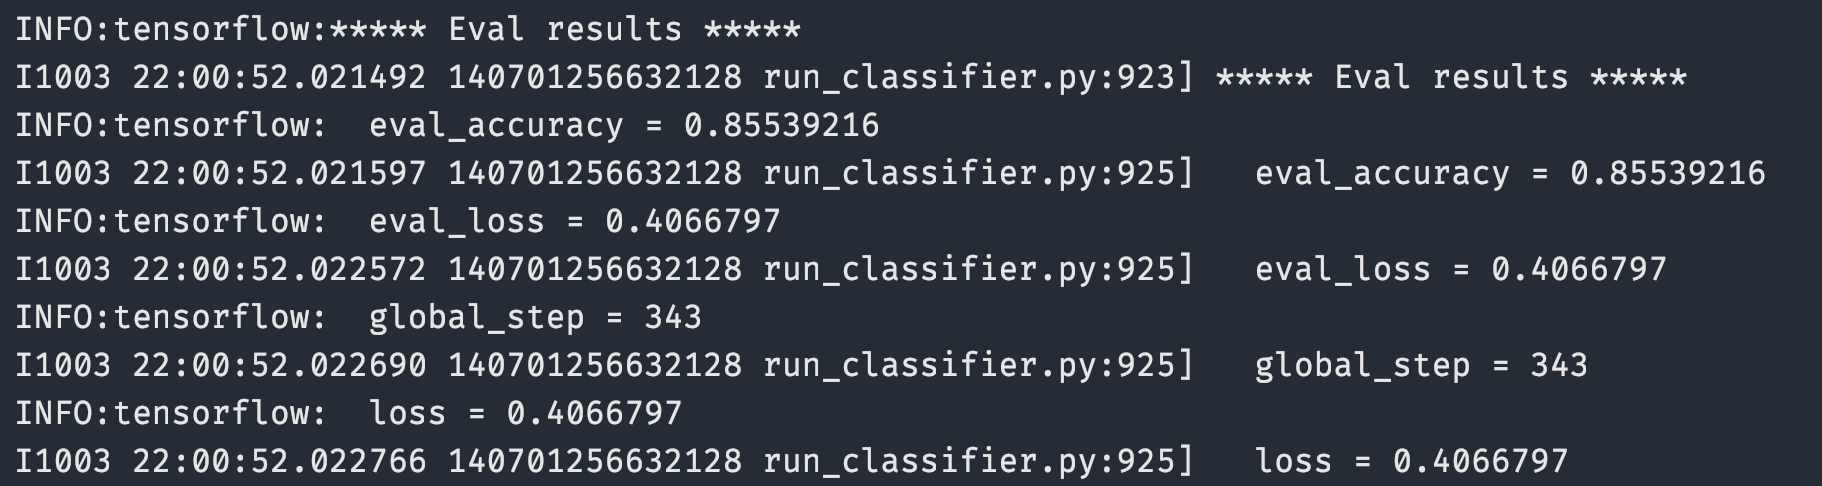 INFO:tensorflow:***** Eval results *****
I1003 22:00:52.021492 140701256632128 run_classifier.py:923] ***** Eval results *****
INFO:tensorflow:  eval_accuracy = 0.85539216
I1003 22:00:52.021597 140701256632128 run_classifier.py:925]   eval_accuracy = 0.85539216
INFO:tensorflow:  eval_loss = 0.4066797
I1003 22:00:52.022572 140701256632128 run_classifier.py:925]   eval_loss = 0.4066797
INFO:tensorflow:  global_step = 343
I1003 22:00:52.022690 140701256632128 run_classifier.py:925]   global_step = 343
INFO:tensorflow:  loss = 0.4066797
I1003 22:00:52.022766 140701256632128 run_classifier.py:925]   loss = 0.4066797